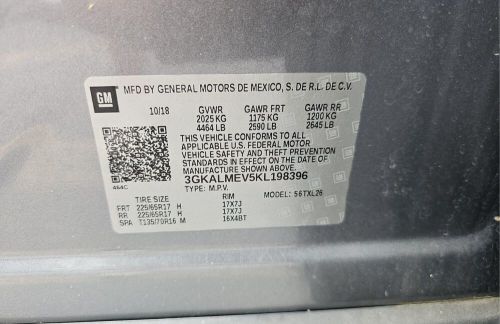 GM MFD BY GENERAL MOTORS DE MEXICO, S. DE R.L. DE C.V.
10/18 GVWR GAWR FRT GAWR RR
2025 KG 1175 KG 1200 KG
4464 LB 2590 LB 2645 LB
THIS VEHICLE CONFORMS TO ALL
APPLICABLE U.S. FEDERAL MOTOR
VEHICLE SAFETY AND THEFT PREVENTION
STANDARDS IN EFFECT ON THE DATE OF
MANUFACTURE SHOWN ABOVE.
464C 3GKALMEV5KL198396
TYPE: M.P.V. MODEL: 56TXL26
TIRE SIZE RIM
FRT 225/65R17 H 17X7J
RR 225/65R17 H 17X7J
SPA T135/70R16 M 16X4BT